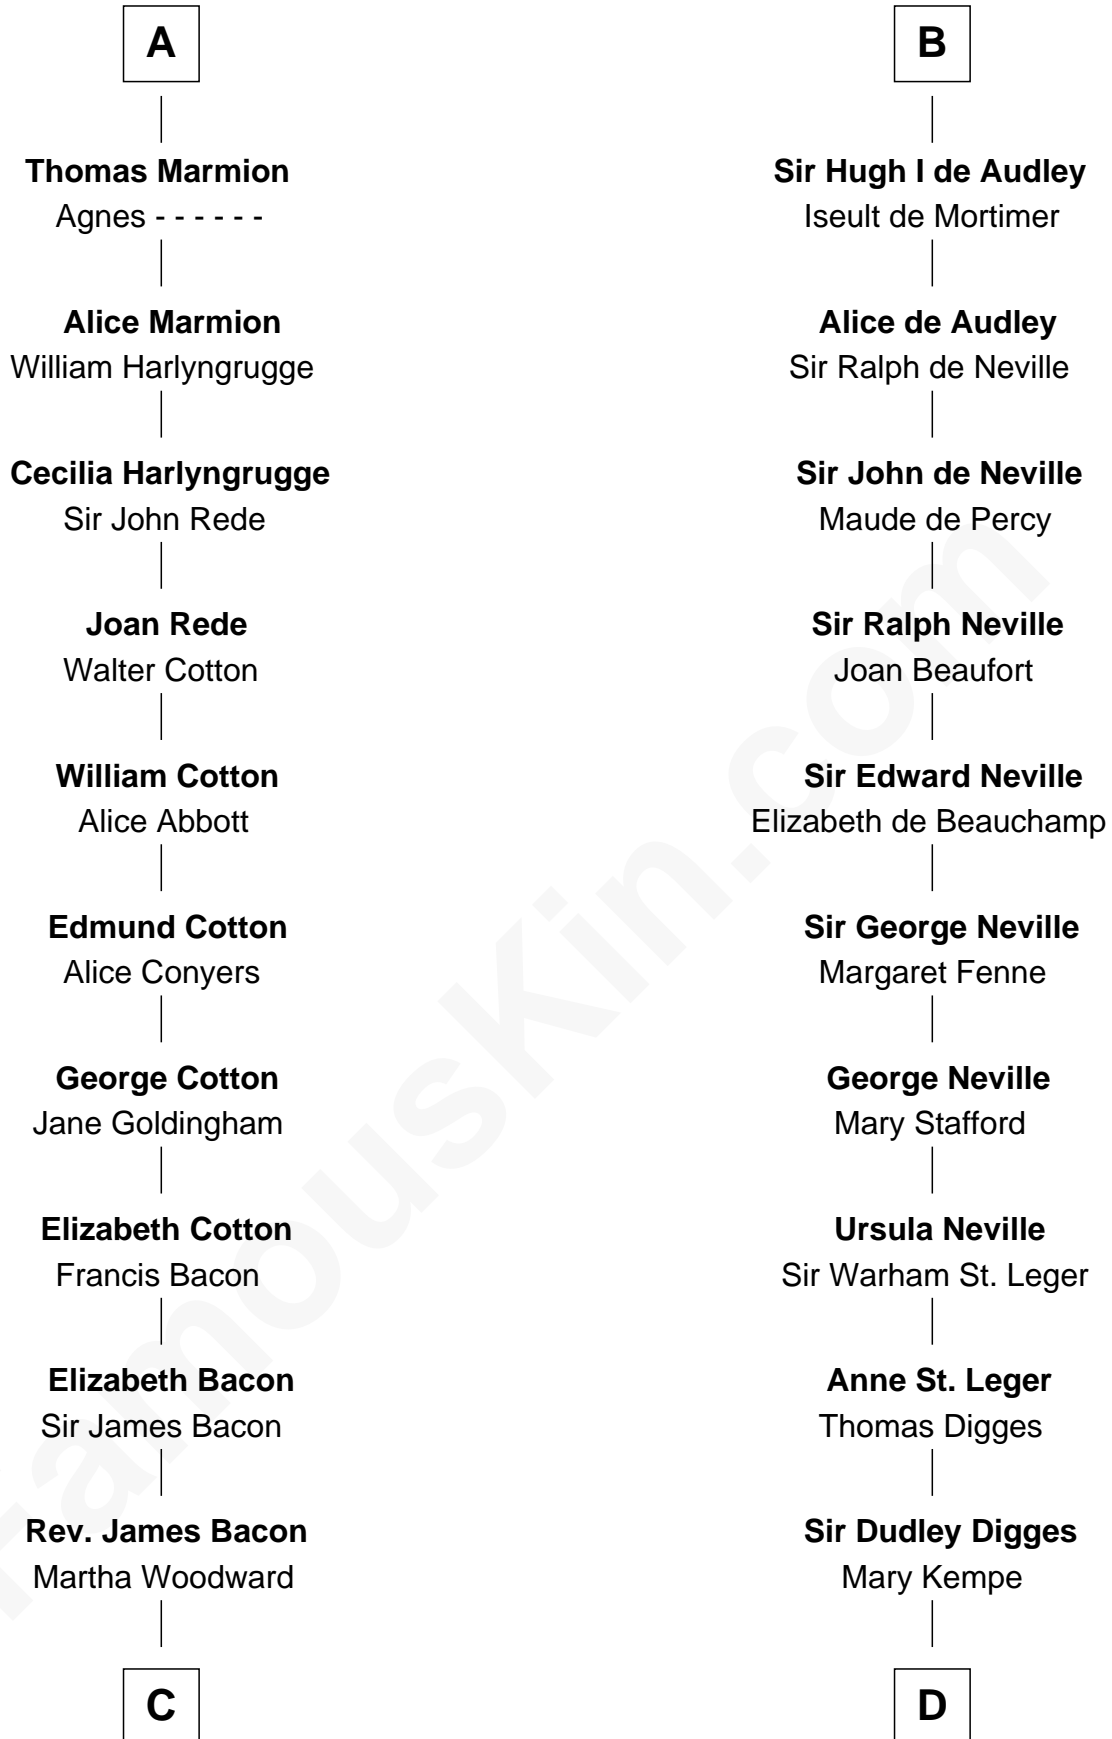 A
Thomas Marmion
Agnes - - - - - -
Alice Marmion
William Harlyngrugge
Cecilia Harlyngrugge
Sir John Rede
Joan Rede
Walter Cotton
William Cotton
Alice Abbott
Edmund Cotton
Alice Conyers
George Cotton
Jane Goldingham
Elizabeth Cotton
Francis Bacon
Elizabeth Bacon
Sir James Bacon
Rev. James Bacon
Martha Woodward
C
B
Sir Hugh I de Audley
Iseult de Mortimer
Alice de Audley
Sir Ralph de Neville
Sir John de Neville
Maude de Percy
Sir Ralph Neville
Joan Beaufort
Sir Edward Neville
Elizabeth de Beauchamp
Sir George Neville
Margaret Fenne
George Neville
Mary Stafford
Ursula Neville
Sir Warham St. Leger
Anne St. Leger
Thomas Digges
Sir Dudley Digges
Mary Kempe
D
FamousKin.com